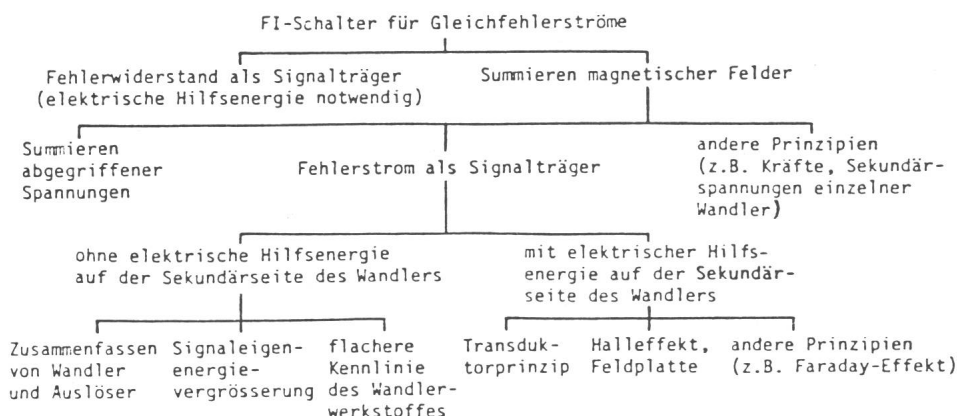 FI-Schalter für Gleichfehlerströme
Fehlerwiderstand als Signalträger
(elektrische Hilfsenergie notwendig)
Summieren magnetischer Felder
Summieren
abgegriffener
Spannungen
Fehlerstrom als Signalträger
andere Prinzipien
(z.B. Kräfte, Sekundär-
spannungen einzelner
Wandler)
ohne elektrische Hilfsenergie
auf der Sekundärseite des Wandlers
mit elektrischer Hilfs-
energie auf der Sekundär-
seite des Wandlers
Zusammenfassen
von Wandler
und Auslöser
Signaleigen-
energie-
vergrösserung
flachere
Kennlinie
des Wandler-
werkstoffes
Transduk-
torprinzip
Halleffekt,
Feldplatte
andere Prinzipien
(z.B. Faraday-Effekt)